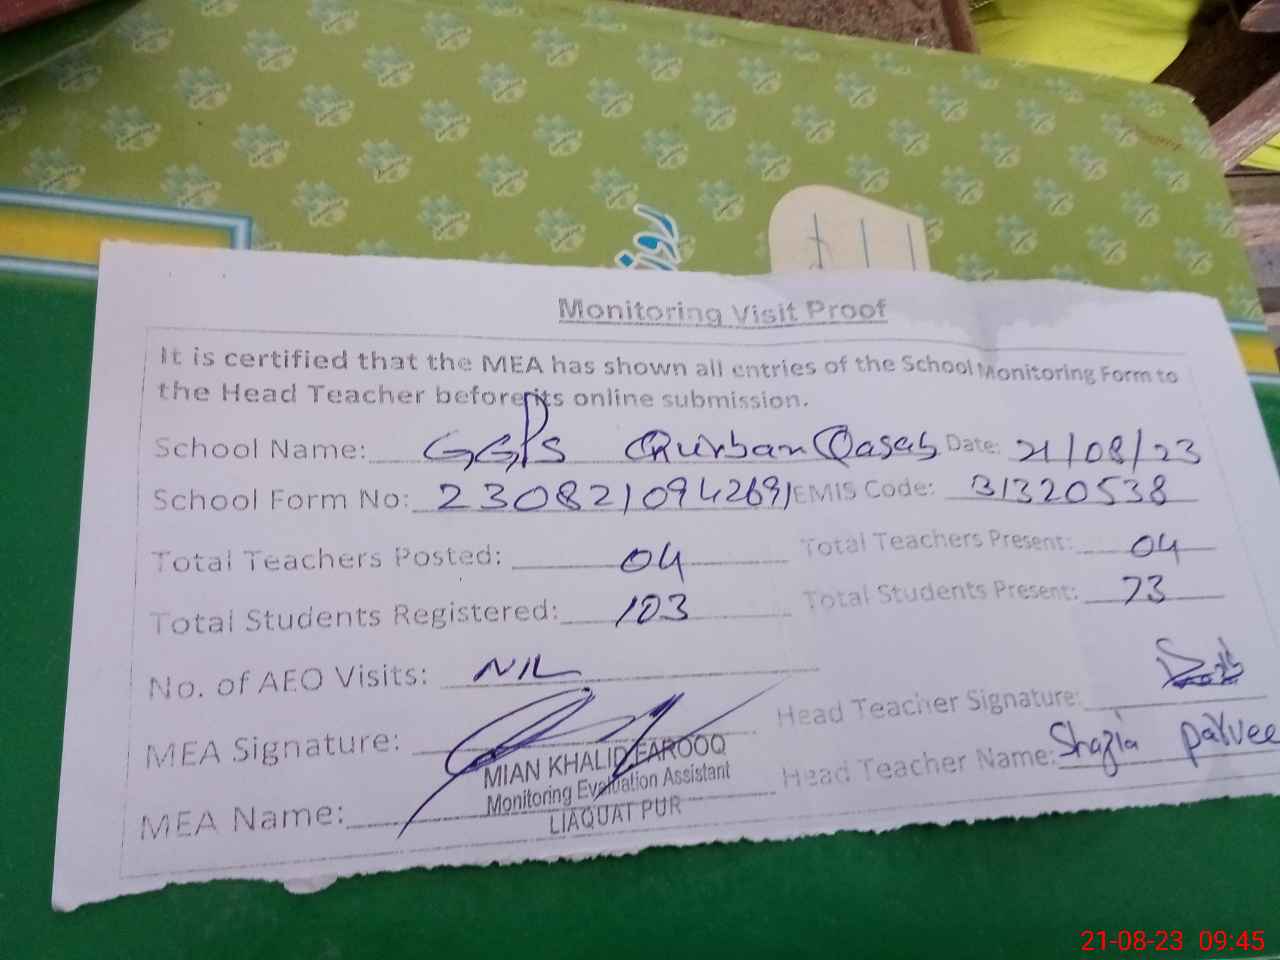 Monitoring Visit Proof
It is certified that the MEA has shown all entries of the School Monitoring Form to
the Head Teacher before its online submission.
School Name: GGPS Qurban Qasab Date: 21/08/23
School Form No: 230821094269 EMIS Code: 31320538
Total Teachers Posted: 04 Total Teachers Present: 04
Total Students Registered: 103 Total Students Present: 73
No. of AEO Visits: NIL
MEA Signature: Head Teacher Signature:
MIAN KHALID FAROOQ
Monitoring Evaluation Assistant
LIAQUAT PUR
MEA Name: Head Teacher Name: Shazia Parvee
21-08-23 09:45